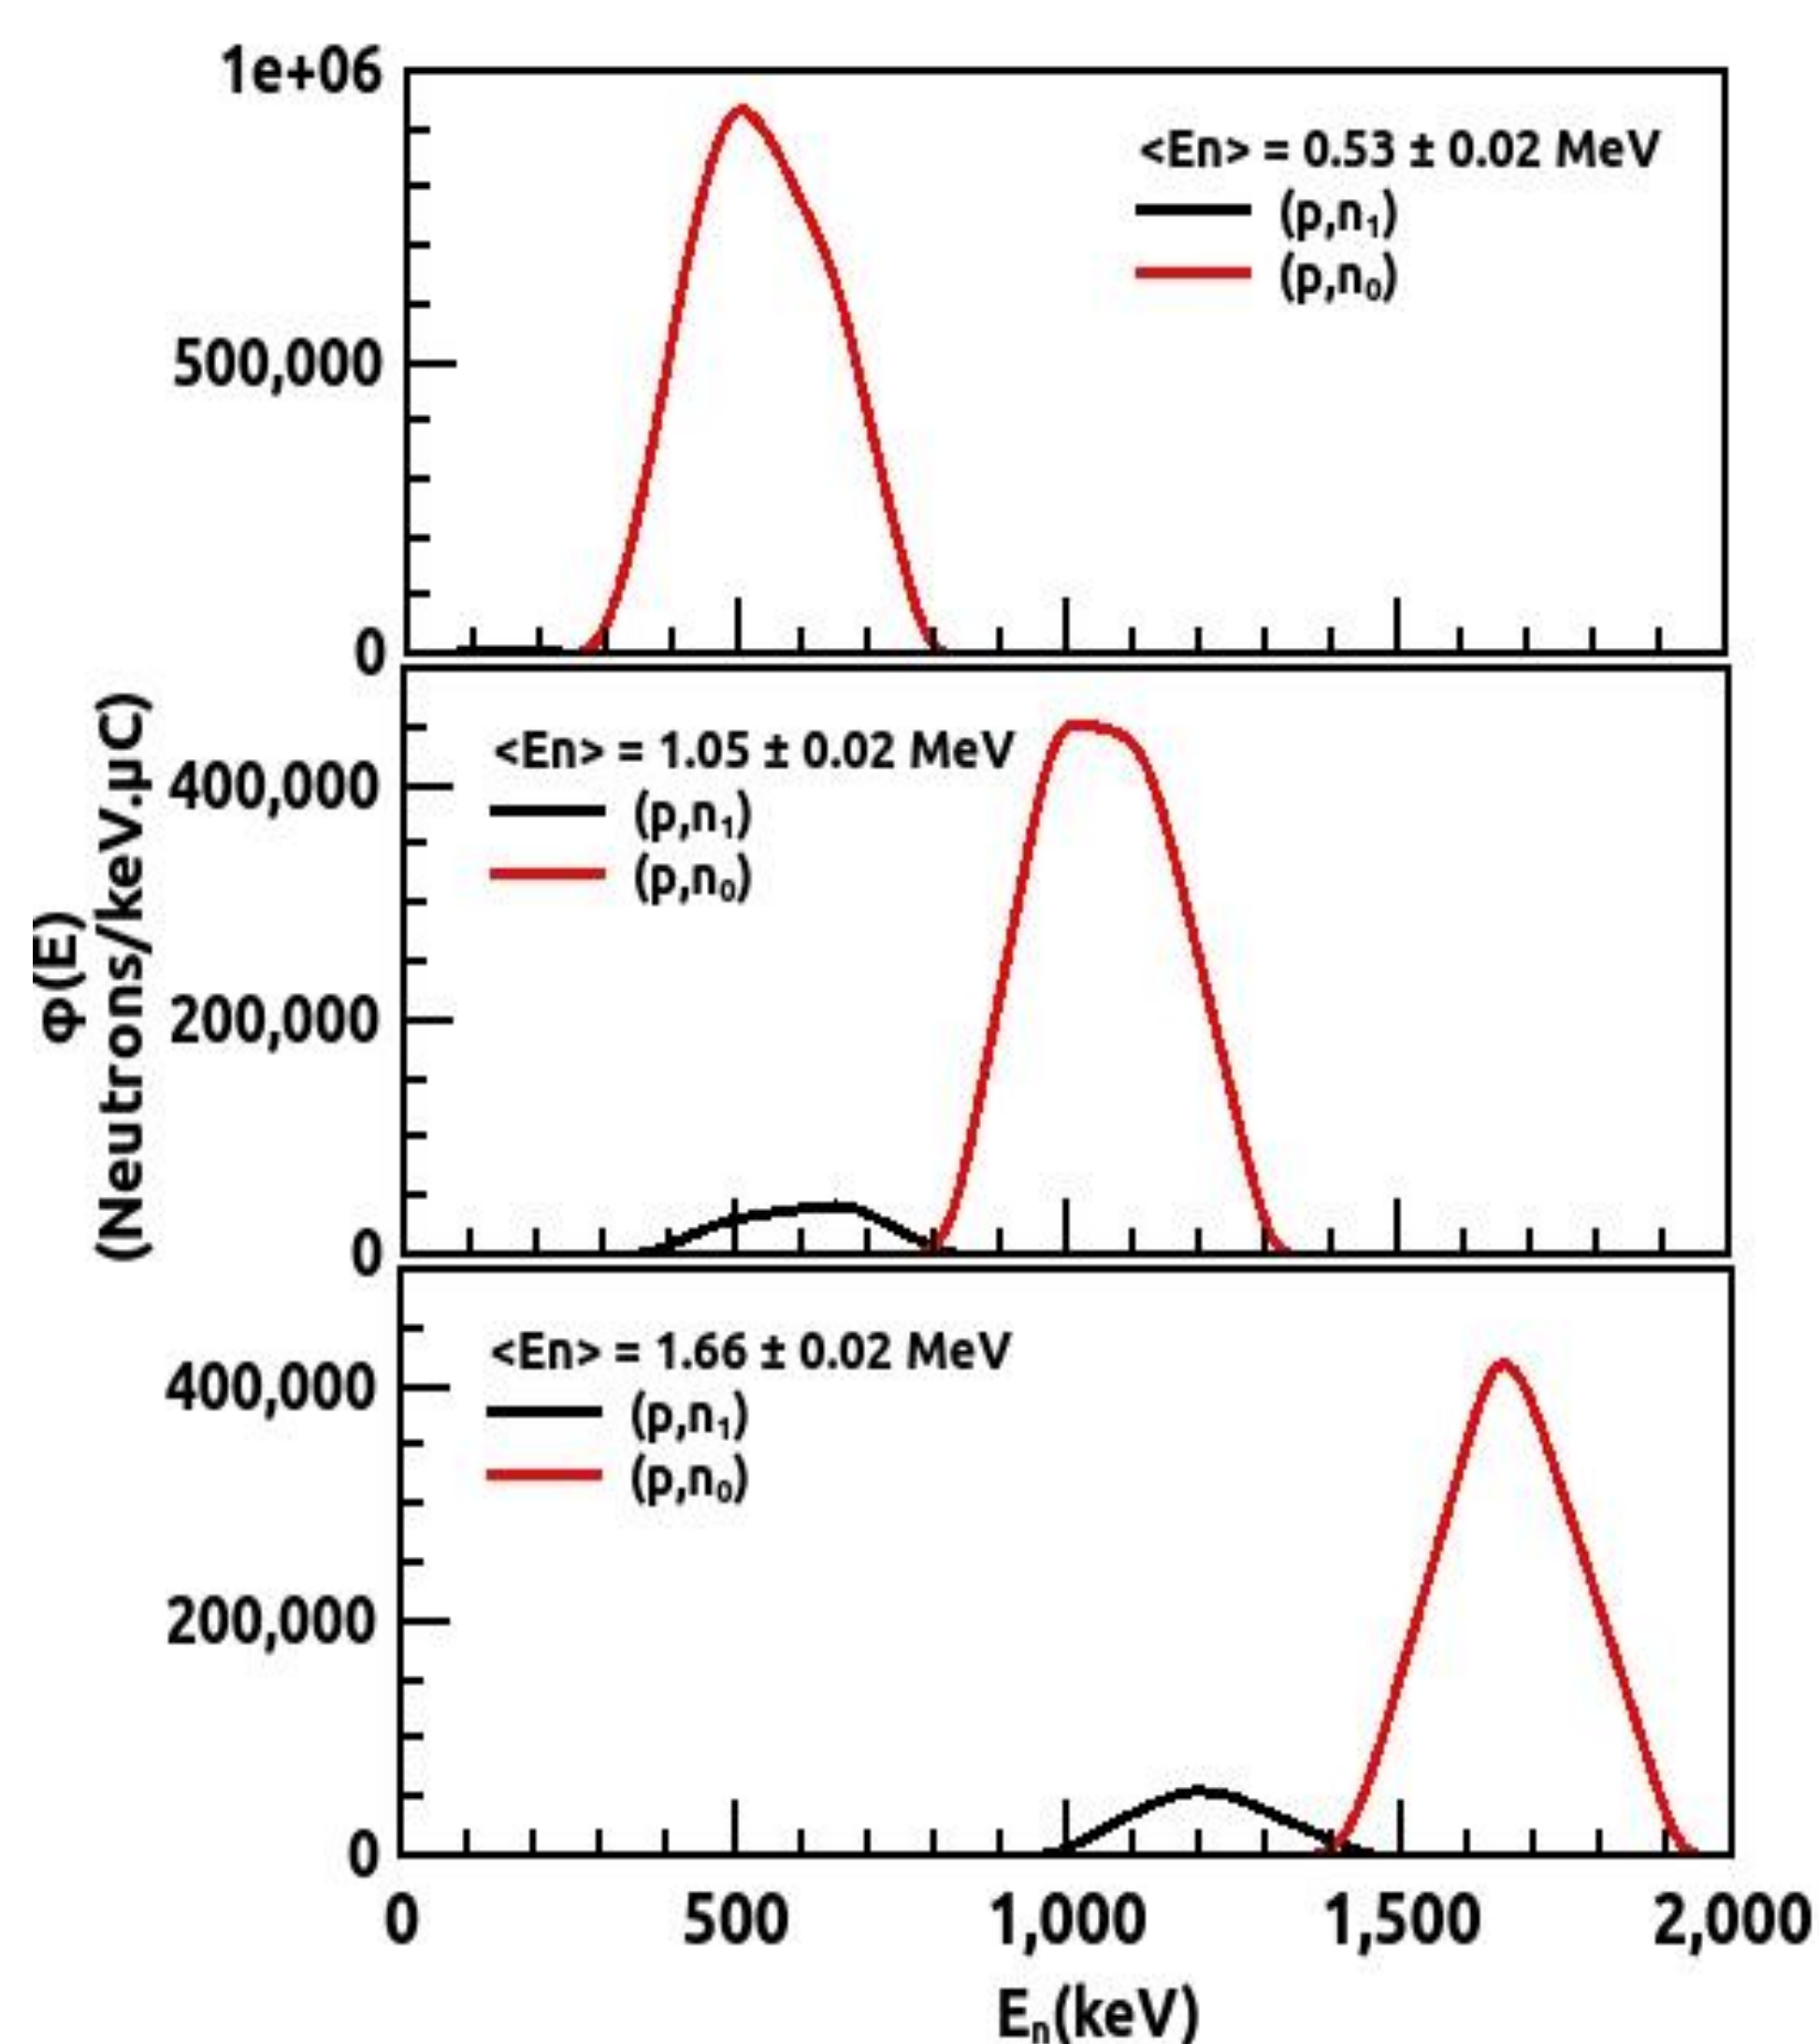 1e+06
<En> = 0.53 ± 0.02 MeV
(p,n₁)
(p,n₀)
500,000
0
<En> = 1.05 ± 0.02 MeV
400,000
(p,n₁)
(p,n₀)
200,000
0
φ(E)
(Neutrons/keV.μC)
<En> = 1.66 ± 0.02 MeV
400,000
(p,n₁)
(p,n₀)
200,000
0
0 500 1,000 1,500 2,000
Eₙ(keV)